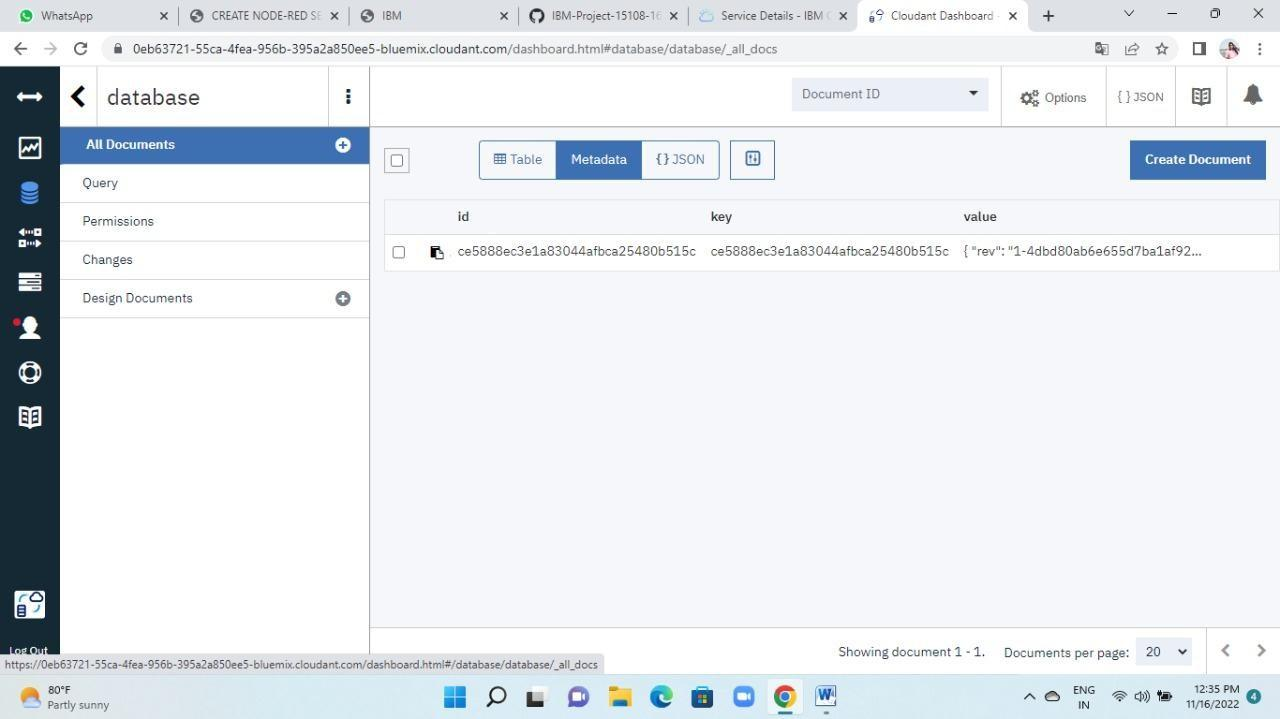 WhatsApp
CREATE NODE-RED SE
IBM
IBM-Project-15108-16
Service Details - IBM C
Cloudant Dashboard
0eb63721-55ca-4fea-956b-395a2a850ee5-bluemix.cloudant.com/dashboard.html#database/database/_all_docs
database
Document ID
Options
{ } JSON
All Documents
Query
Permissions
Changes
Design Documents
Table
Metadata
{ } JSON
Create Document
id key value
ce5888ec3e1a83044afbca25480b515c ce5888ec3e1a83044afbca25480b515c { "rev": "1-4dbd80ab6e655d7ba1af92...
Log Out
Showing document 1 - 1. Documents per page: 20
https://0eb63721-55ca-4fea-956b-395a2a850ee5-bluemix.cloudant.com/dashboard.html#/database/database/_all_docs
80°F
Partly sunny
ENG
IN
12:35 PM
11/16/2022
4